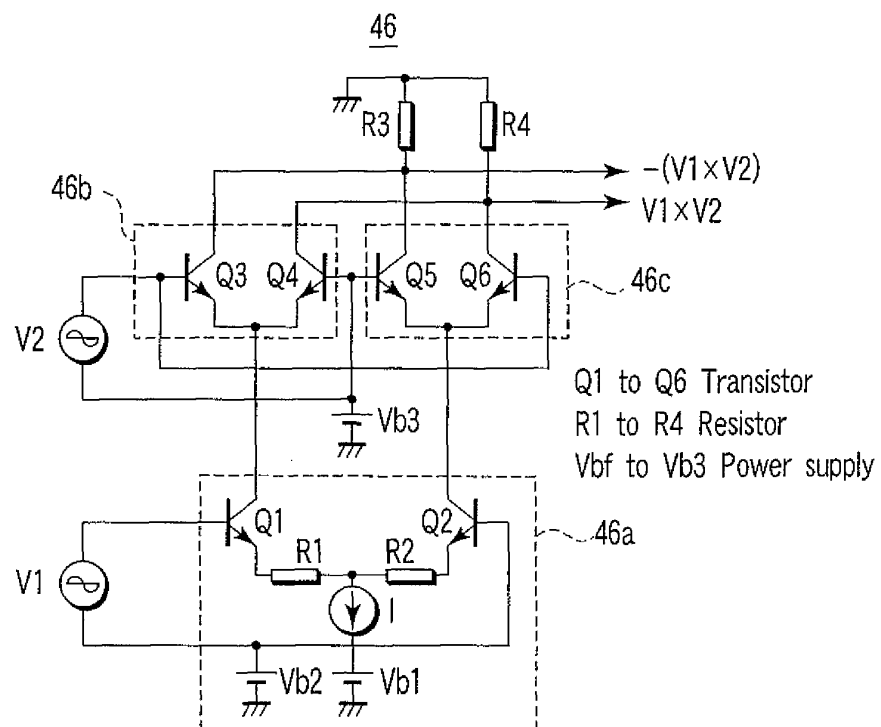 46
R3
R4
-(V1×V2)
V1×V2
46b
Q3
Q4
Q5
Q6
46c
V2
Vb3
Q1 to Q6 Transistor
R1 to R4 Resistor
Vbf to Vb3 Power supply
Q1
Q2
46a
R1
R2
V1
I
Vb2
Vb1